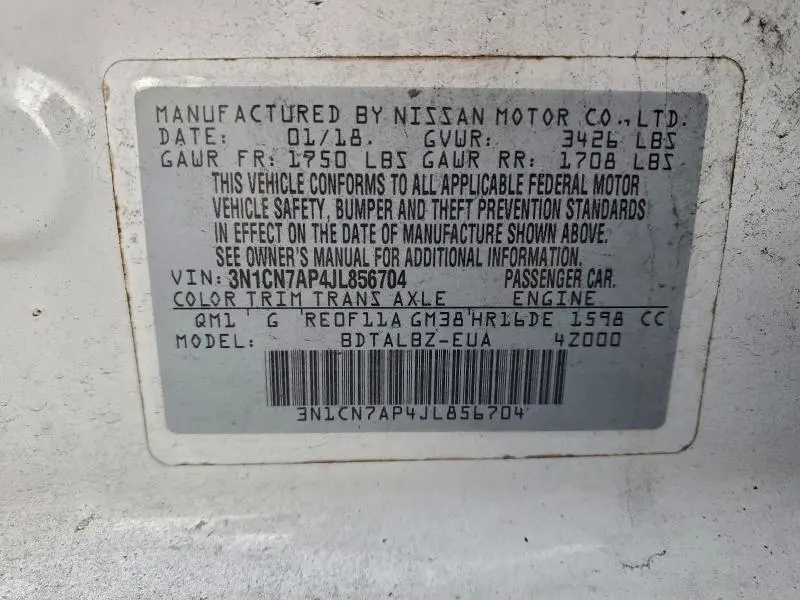 MANUFACTURED BY NISSAN MOTOR CO., LTD.
DATE: 01/18. GVWR: 3426 LBS
GAWR FR: 1750 LBS GAWR RR: 1708 LBS
THIS VEHICLE CONFORMS TO ALL APPLICABLE FEDERAL MOTOR
VEHICLE SAFETY, BUMPER AND THEFT PREVENTION STANDARDS
IN EFFECT ON THE DATE OF MANUFACTURE SHOWN ABOVE.
SEE OWNER'S MANUAL FOR ADDITIONAL INFORMATION.
VIN: 3N1CN7AP4JL856704 PASSENGER CAR.
COLOR TRIM TRANS AXLE ENGINE
QM1 G RE0F11A GM38 HR16DE 1598 CC
MODEL: BDTALBZ-EUA 4Z000
3N1CN7AP4JL856704